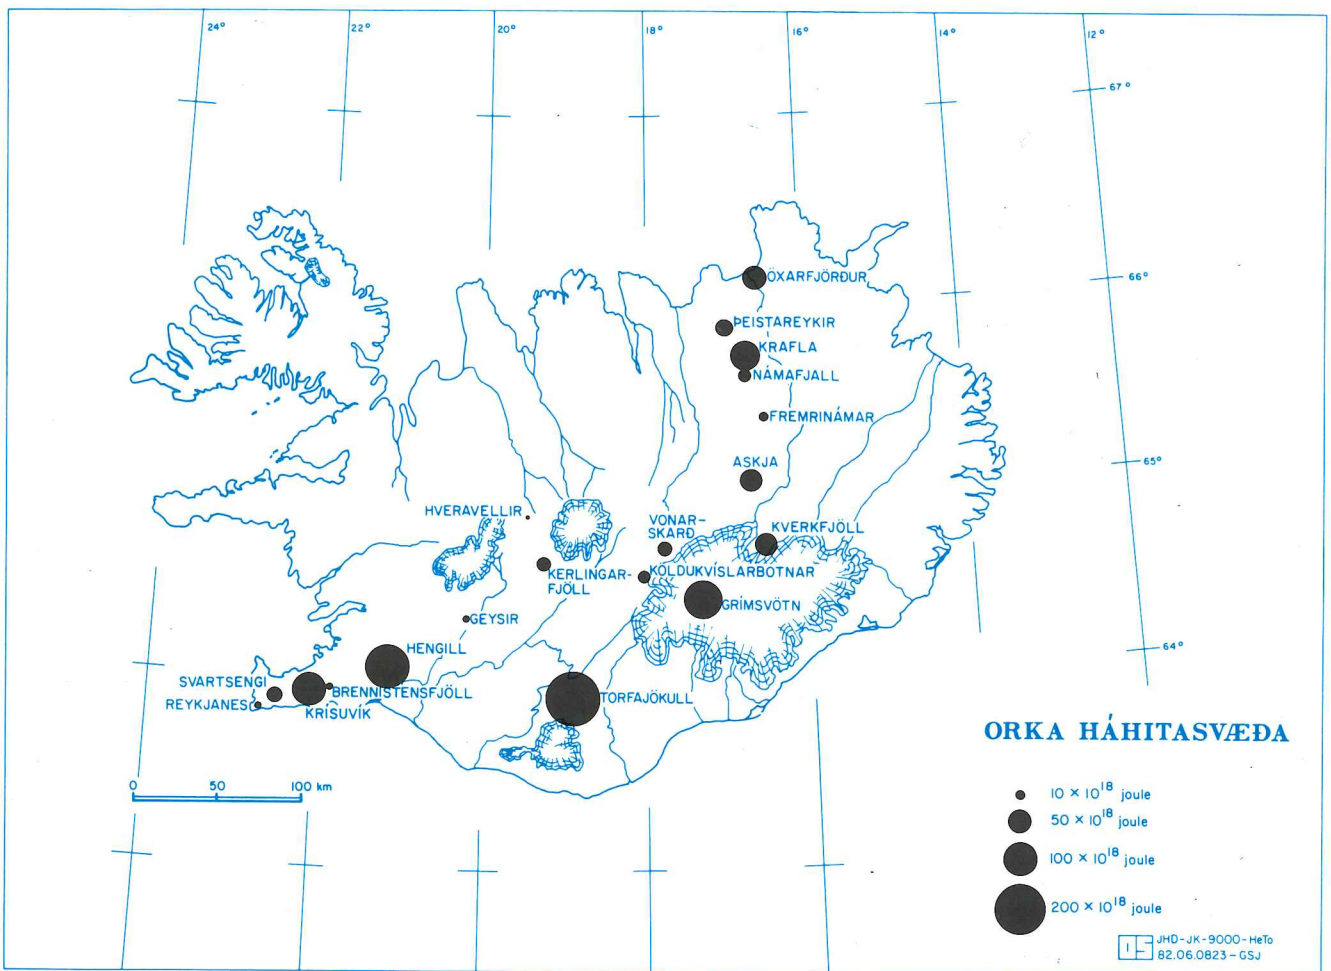 24°
22°
20°
18°
16°
14°
12°
67°
66°
65°
64°
ÖXARFJÖRÐUR
ÞEISTAREYKIR
KRAFLA
NÁMAFJALL
FREMRINÁMAR
ASKJA
HVERAVELLIR
VONAR-
SKARÐ
KVERKFJÖLL
KERLINGAR-
FJÖLL
KÖLDUKVÍSLARBOTNAR
GRÍMSVÖTN
GEYSIR
HENGILL
SVARTSENGI
BRENNISTENSFJÖLL
REYKJANES
KRÍSUVÍK
TORFAJÖKULL
0 50 100 km
ORKA HÁHITASVÆÐA
10 × 10¹⁸ joule
50 × 10¹⁸ joule
100 × 10¹⁸ joule
200 × 10¹⁸ joule
JHD-JK-9000-HeTo
82.06.0823-GSJ